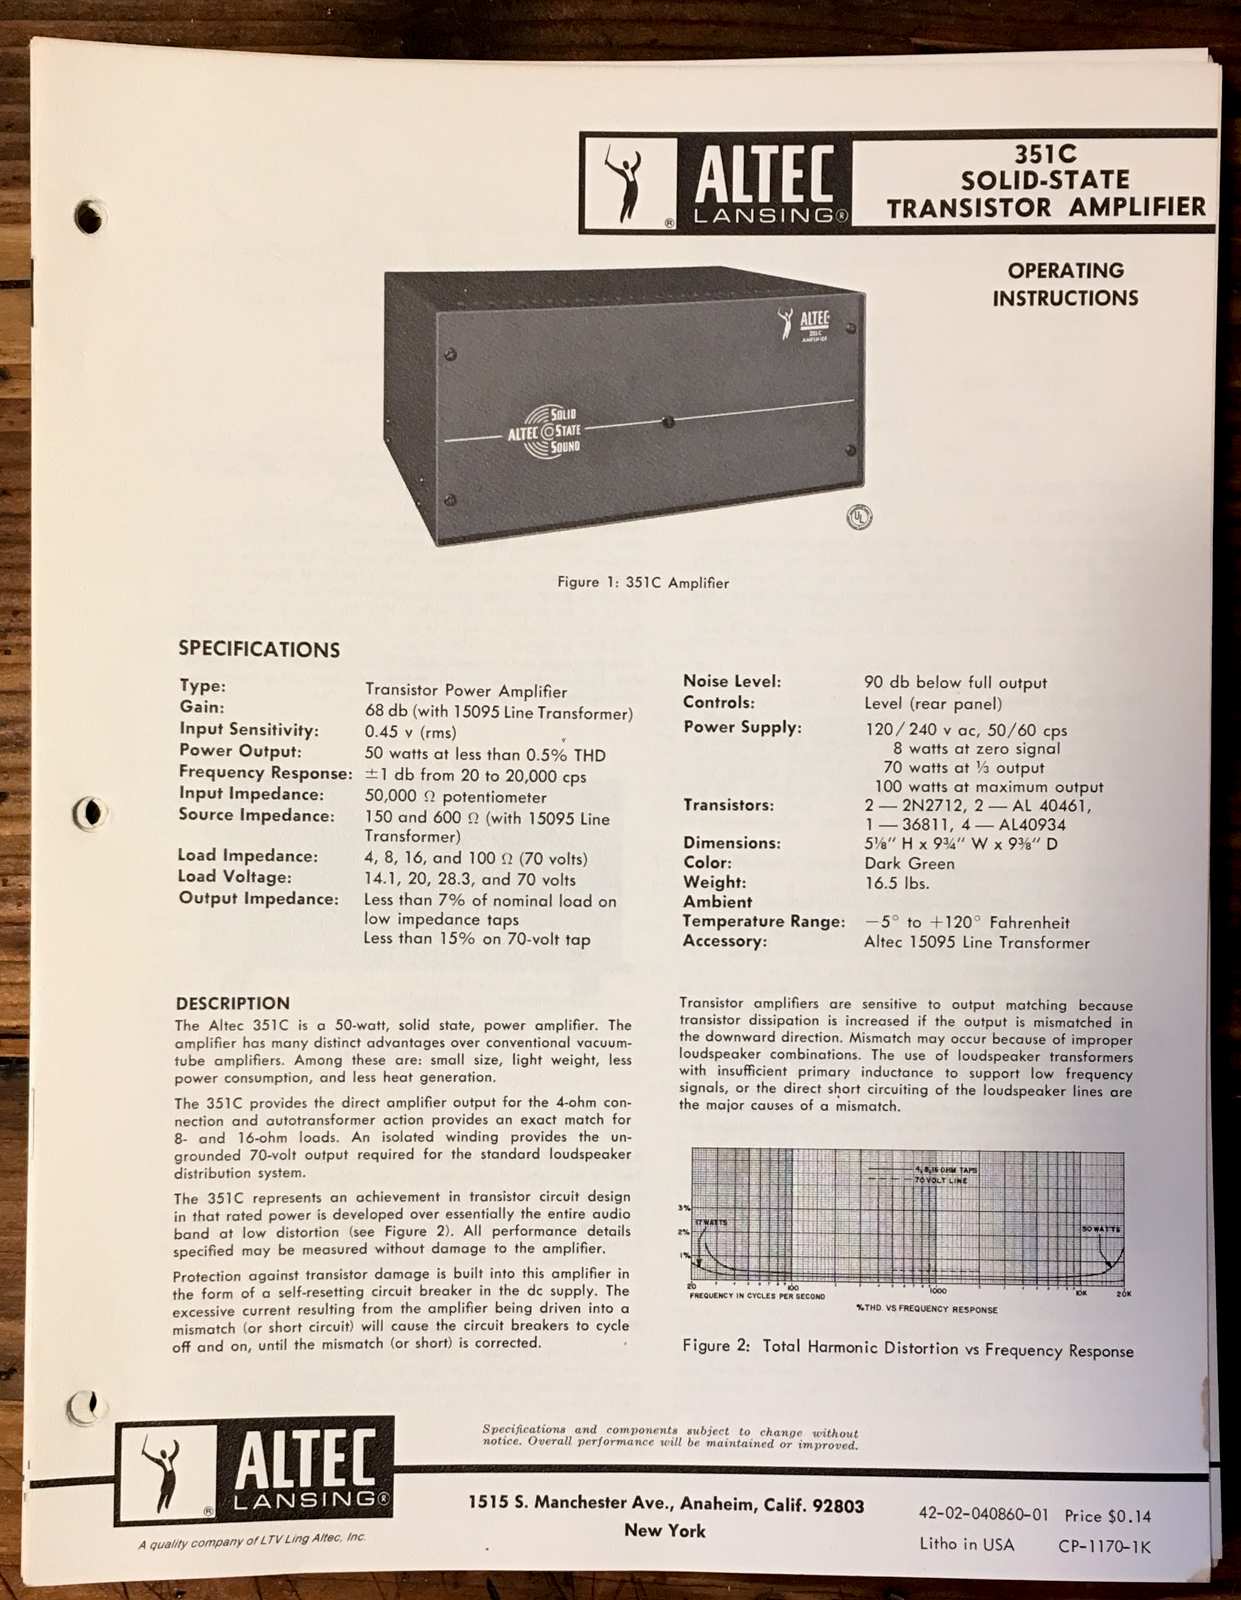 ALTEC
LANSING®
®
351C
SOLID-STATE
TRANSISTOR AMPLIFIER
OPERATING
INSTRUCTIONS
ALTEC
351C
AMPLIFIER
SOLID
ALTEC STATE
SOUND
UL
Figure 1: 351C Amplifier
SPECIFICATIONS
Type: Transistor Power Amplifier
Gain: 68 db (with 15095 Line Transformer)
Input Sensitivity: 0.45 v (rms)
Power Output: 50 watts at less than 0.5% THD
Frequency Response: ±1 db from 20 to 20,000 cps
Input Impedance: 50,000 Ω potentiometer
Source Impedance: 150 and 600 Ω (with 15095 Line
Transformer)
Load Impedance: 4, 8, 16, and 100 Ω (70 volts)
Load Voltage: 14.1, 20, 28.3, and 70 volts
Output Impedance: Less than 7% of nominal load on
low impedance taps
Less than 15% on 70-volt tap
Noise Level: 90 db below full output
Controls: Level (rear panel)
Power Supply: 120/240 v ac, 50/60 cps
8 watts at zero signal
70 watts at ⅓ output
100 watts at maximum output
Transistors: 2 — 2N2712, 2 — AL 40461,
1 — 36811, 4 — AL40934
Dimensions: 5⅛" H x 9¾" W x 9⅜" D
Color: Dark Green
Weight: 16.5 lbs.
Ambient
Temperature Range: −5° to +120° Fahrenheit
Accessory: Altec 15095 Line Transformer
DESCRIPTION
The Altec 351C is a 50-watt, solid state, power amplifier. The
amplifier has many distinct advantages over conventional vacuum-
tube amplifiers. Among these are: small size, light weight, less
power consumption, and less heat generation.
The 351C provides the direct amplifier output for the 4-ohm con-
nection and autotransformer action provides an exact match for
8- and 16-ohm loads. An isolated winding provides the un-
grounded 70-volt output required for the standard loudspeaker
distribution system.
The 351C represents an achievement in transistor circuit design
in that rated power is developed over essentially the entire audio
band at low distortion (see Figure 2). All performance details
specified may be measured without damage to the amplifier.
Protection against transistor damage is built into this amplifier in
the form of a self-resetting circuit breaker in the dc supply. The
excessive current resulting from the amplifier being driven into a
mismatch (or short circuit) will cause the circuit breakers to cycle
off and on, until the mismatch (or short) is corrected.
Transistor amplifiers are sensitive to output matching because
transistor dissipation is increased if the output is mismatched in
the downward direction. Mismatch may occur because of improper
loudspeaker combinations. The use of loudspeaker transformers
with insufficient primary inductance to support low frequency
signals, or the direct short circuiting of the loudspeaker lines are
the major causes of a mismatch.
4, 8, 16 OHM TAPS
70 VOLT LINE
3%
17 WATTS
2%
50 WATTS
1%
20 100 1000 10K 20K
FREQUENCY IN CYCLES PER SECOND
%THD. VS FREQUENCY RESPONSE
Figure 2: Total Harmonic Distortion vs Frequency Response
ALTEC
LANSING®
®
A quality company of LTV Ling Altec, Inc.
Specifications and components subject to change without
notice. Overall performance will be maintained or improved.
1515 S. Manchester Ave., Anaheim, Calif. 92803
New York
42-02-040860-01 Price $0.14
Litho in USA CP-1170-1K